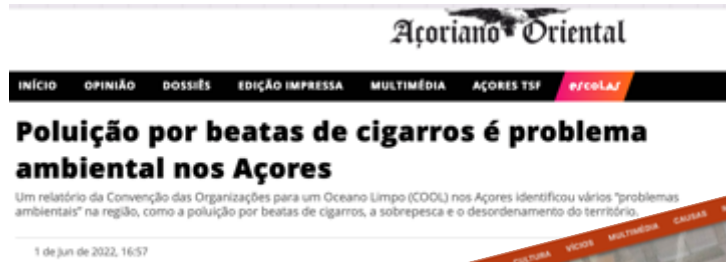 Açoriano Oriental
INÍCIO OPINIÃO DOSSIÊS EDIÇÃO IMPRESSA MULTIMÉDIA AÇORES TSF escolas
Poluição por beatas de cigarros é problema
ambiental nos Açores
Um relatório da Convenção das Organizações para um Oceano Limpo (COOL) nos Açores identificou vários "problemas
ambientais" na região, como a poluição por beatas de cigarros, a sobrepesca e o desordenamento do território.
1 de Jun de 2022, 16:57
CULTURA VÍCIOS MULTIMÉDIA CAUSAS